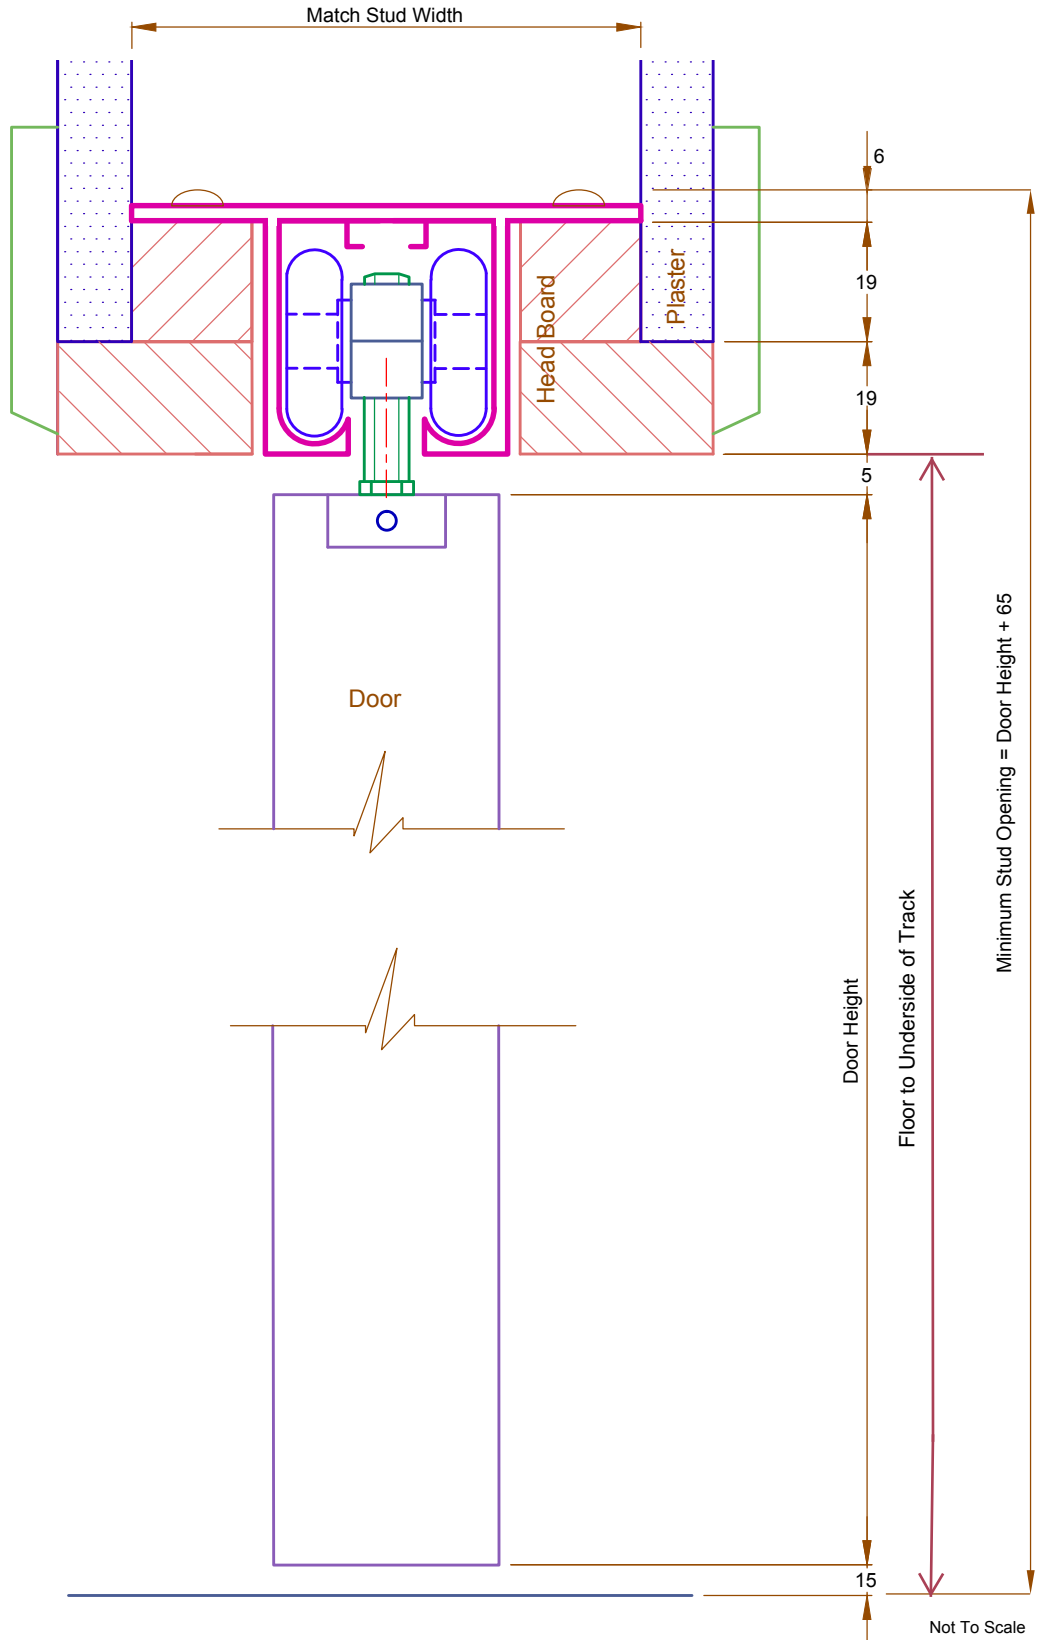 Match Stud Width
6
19
19
5
Plaster
Head Board
Door
Minimum Stud Opening = Door Height + 65
Floor to Underside of Track
Door Height
15
Not To Scale